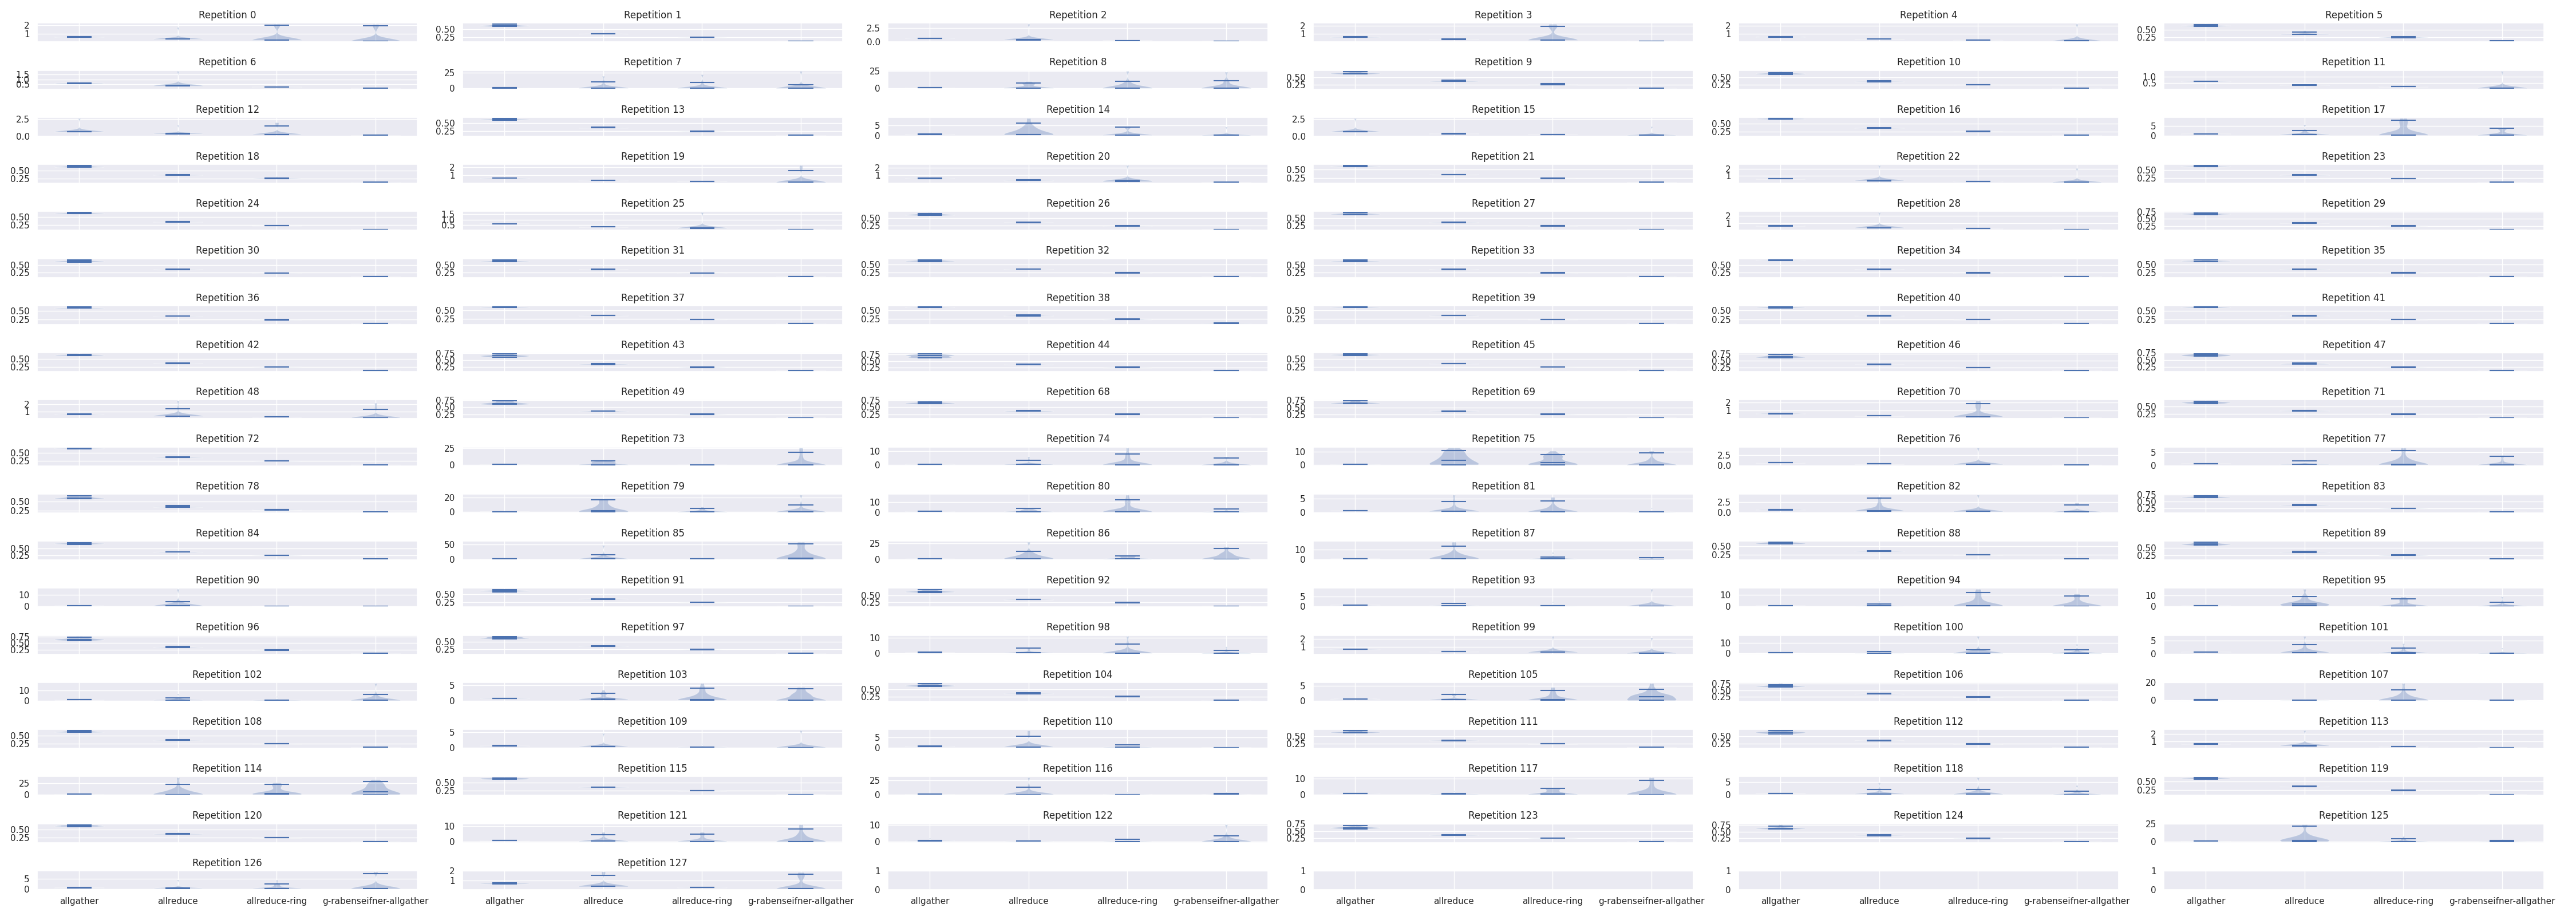 Repetition 0
2
1
Repetition 1
0.50
0.25
Repetition 2
2.5
0.0
Repetition 3
2
1
Repetition 4
2
1
Repetition 5
0.50
0.25
Repetition 6
1.5
1.0
0.5
Repetition 7
25
0
Repetition 8
25
0
Repetition 9
0.50
0.25
Repetition 10
0.50
0.25
Repetition 11
1.0
0.5
Repetition 12
2.5
0.0
Repetition 13
0.50
0.25
Repetition 14
5
0
Repetition 15
2.5
0.0
Repetition 16
0.50
0.25
Repetition 17
5
0
Repetition 18
0.50
0.25
Repetition 19
2
1
Repetition 20
2
1
Repetition 21
0.50
0.25
Repetition 22
2
1
Repetition 23
0.50
0.25
Repetition 24
0.50
0.25
Repetition 25
1.5
1.0
0.5
Repetition 26
0.50
0.25
Repetition 27
0.50
0.25
Repetition 28
2
1
Repetition 29
0.75
0.50
0.25
Repetition 30
0.50
0.25
Repetition 31
0.50
0.25
Repetition 32
0.50
0.25
Repetition 33
0.50
0.25
Repetition 34
0.50
0.25
Repetition 35
0.50
0.25
Repetition 36
0.50
0.25
Repetition 37
0.50
0.25
Repetition 38
0.50
0.25
Repetition 39
0.50
0.25
Repetition 40
0.50
0.25
Repetition 41
0.50
0.25
Repetition 42
0.50
0.25
Repetition 43
0.75
0.50
0.25
Repetition 44
0.75
0.50
0.25
Repetition 45
0.50
0.25
Repetition 46
0.75
0.50
0.25
Repetition 47
0.75
0.50
0.25
Repetition 48
2
1
Repetition 49
0.75
0.50
0.25
Repetition 68
0.75
0.50
0.25
Repetition 69
0.75
0.50
0.25
Repetition 70
2
1
Repetition 71
0.50
0.25
Repetition 72
0.50
0.25
Repetition 73
25
0
Repetition 74
10
0
Repetition 75
10
0
Repetition 76
2.5
0.0
Repetition 77
5
0
Repetition 78
0.50
0.25
Repetition 79
20
0
Repetition 80
10
0
Repetition 81
5
0
Repetition 82
2.5
0.0
Repetition 83
0.75
0.50
0.25
Repetition 84
0.50
0.25
Repetition 85
50
0
Repetition 86
25
0
Repetition 87
10
0
Repetition 88
0.50
0.25
Repetition 89
0.50
0.25
Repetition 90
10
0
Repetition 91
0.50
0.25
Repetition 92
0.50
0.25
Repetition 93
5
0
Repetition 94
10
0
Repetition 95
10
0
Repetition 96
0.75
0.50
0.25
Repetition 97
0.50
0.25
Repetition 98
10
0
Repetition 99
2
1
Repetition 100
10
0
Repetition 101
5
0
Repetition 102
10
0
Repetition 103
5
0
Repetition 104
0.50
0.25
Repetition 105
5
0
Repetition 106
0.75
0.50
0.25
Repetition 107
20
0
Repetition 108
0.50
0.25
Repetition 109
5
0
Repetition 110
5
0
Repetition 111
0.50
0.25
Repetition 112
0.50
0.25
Repetition 113
2
1
Repetition 114
25
0
Repetition 115
0.50
0.25
Repetition 116
25
0
Repetition 117
10
0
Repetition 118
5
0
Repetition 119
0.50
0.25
Repetition 120
0.50
0.25
Repetition 121
10
0
Repetition 122
10
0
Repetition 123
0.75
0.50
0.25
Repetition 124
0.75
0.50
0.25
Repetition 125
25
0
Repetition 126
5
0
Repetition 127
2
1
1
0
1
0
1
0
1
0
allgather allreduce allreduce-ring g-rabenseifner-allgather
allgather allreduce allreduce-ring g-rabenseifner-allgather
allgather allreduce allreduce-ring g-rabenseifner-allgather
allgather allreduce allreduce-ring g-rabenseifner-allgather
allgather allreduce allreduce-ring g-rabenseifner-allgather
allgather allreduce allreduce-ring g-rabenseifner-allgather